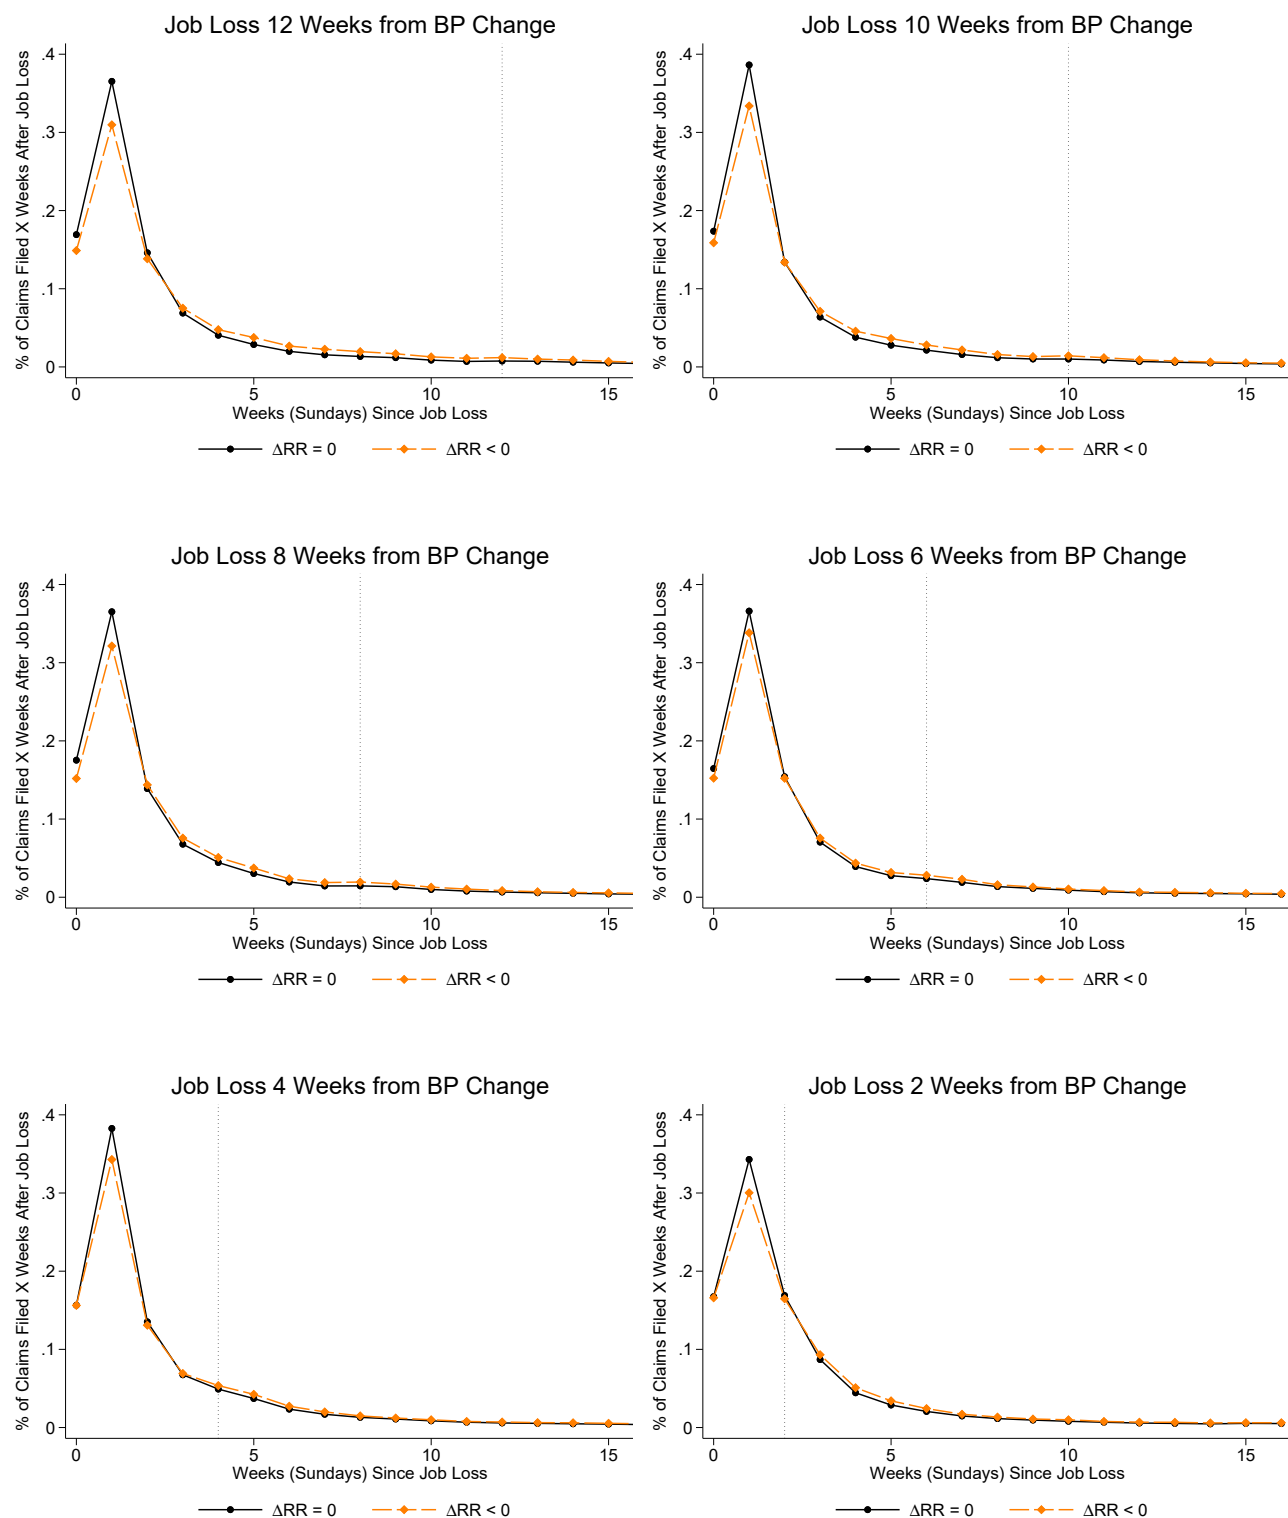 Job Loss 12 Weeks from BP Change
% of Claims Filed X Weeks After Job Loss
.4
.3
.2
.1
0
0 5 10 15
Weeks (Sundays) Since Job Loss
ΔRR = 0 ΔRR < 0
Job Loss 10 Weeks from BP Change
% of Claims Filed X Weeks After Job Loss
.4
.3
.2
.1
0
0 5 10 15
Weeks (Sundays) Since Job Loss
ΔRR = 0 ΔRR < 0
Job Loss 8 Weeks from BP Change
% of Claims Filed X Weeks After Job Loss
.4
.3
.2
.1
0
0 5 10 15
Weeks (Sundays) Since Job Loss
ΔRR = 0 ΔRR < 0
Job Loss 6 Weeks from BP Change
% of Claims Filed X Weeks After Job Loss
.4
.3
.2
.1
0
0 5 10 15
Weeks (Sundays) Since Job Loss
ΔRR = 0 ΔRR < 0
Job Loss 4 Weeks from BP Change
% of Claims Filed X Weeks After Job Loss
.4
.3
.2
.1
0
0 5 10 15
Weeks (Sundays) Since Job Loss
ΔRR = 0 ΔRR < 0
Job Loss 2 Weeks from BP Change
% of Claims Filed X Weeks After Job Loss
.4
.3
.2
.1
0
0 5 10 15
Weeks (Sundays) Since Job Loss
ΔRR = 0 ΔRR < 0